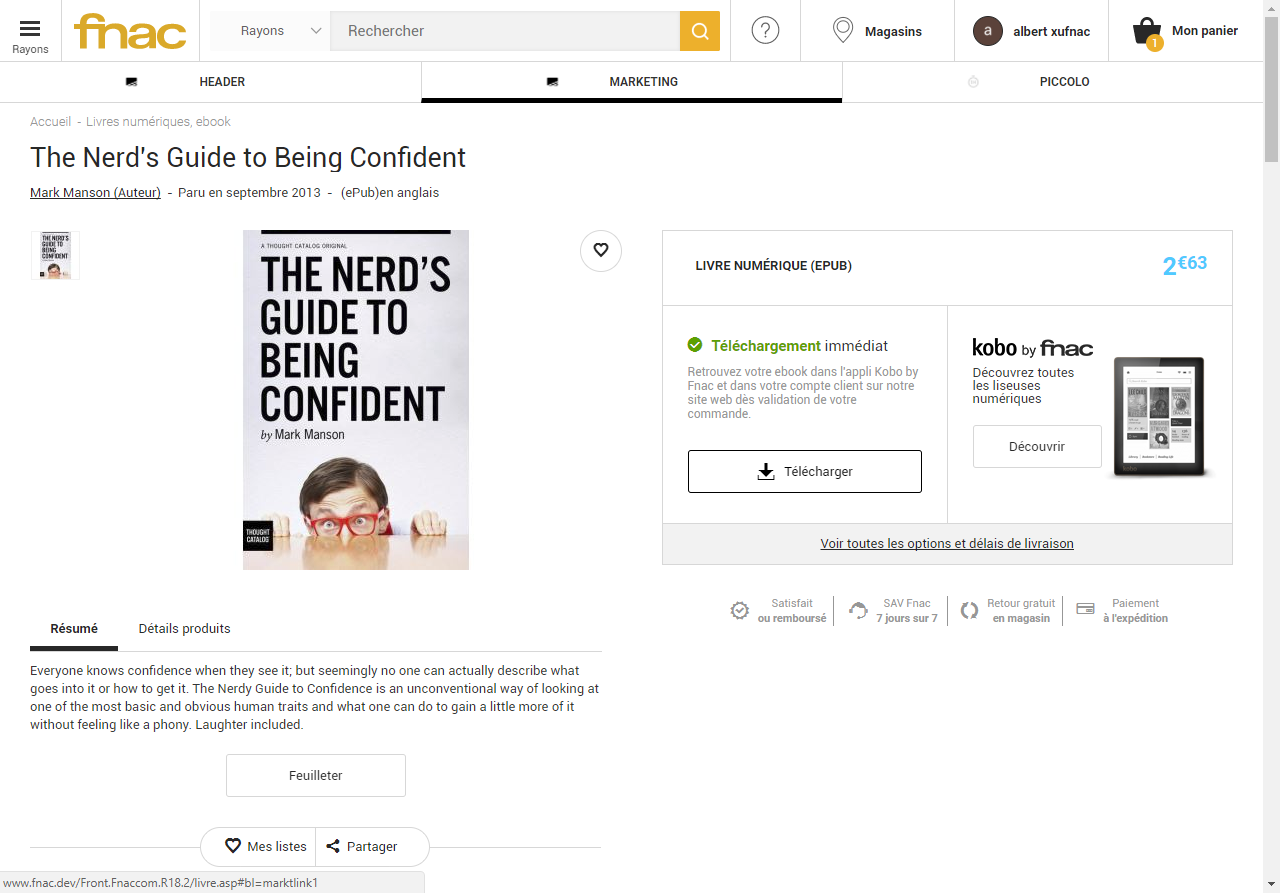 Rayons
fnac
Rayons
Rechercher
?
Magasins
a
albert xufnac
1
Mon panier
HEADER
MARKETING
PICCOLO
Accueil - Livres numériques, ebook
The Nerd's Guide to Being Confident
Mark Manson (Auteur) - Paru en septembre 2013 - (ePub)en anglais
THE NERD'S
GUIDE TO
BEING
CONFIDENT
A THOUGHT CATALOG ORIGINAL
THE NERD'S
GUIDE TO
BEING
CONFIDENT
by Mark Manson
THOUGHT
CATALOG
LIVRE NUMÉRIQUE (EPUB)
2€63
Téléchargement immédiat
Retrouvez votre ebook dans l'appli Kobo by
Fnac et dans votre compte client sur notre
site web dès validation de votre
commande.
Télécharger
kobo by fnac
Découvrez toutes
les liseuses
numériques
Découvrir
kobo
Voir toutes les options et délais de livraison
Satisfait
ou remboursé
SAV Fnac
7 jours sur 7
Retour gratuit
en magasin
Paiement
à l'expédition
Résumé
Détails produits
Everyone knows confidence when they see it; but seemingly no one can actually describe what
goes into it or how to get it. The Nerdy Guide to Confidence is an unconventional way of looking at
one of the most basic and obvious human traits and what one can do to gain a little more of it
without feeling like a phony. Laughter included.
Feuilleter
Mes listes
Partager
www.fnac.dev/Front.Fnaccom.R18.2/livre.asp#bl=marktlink1